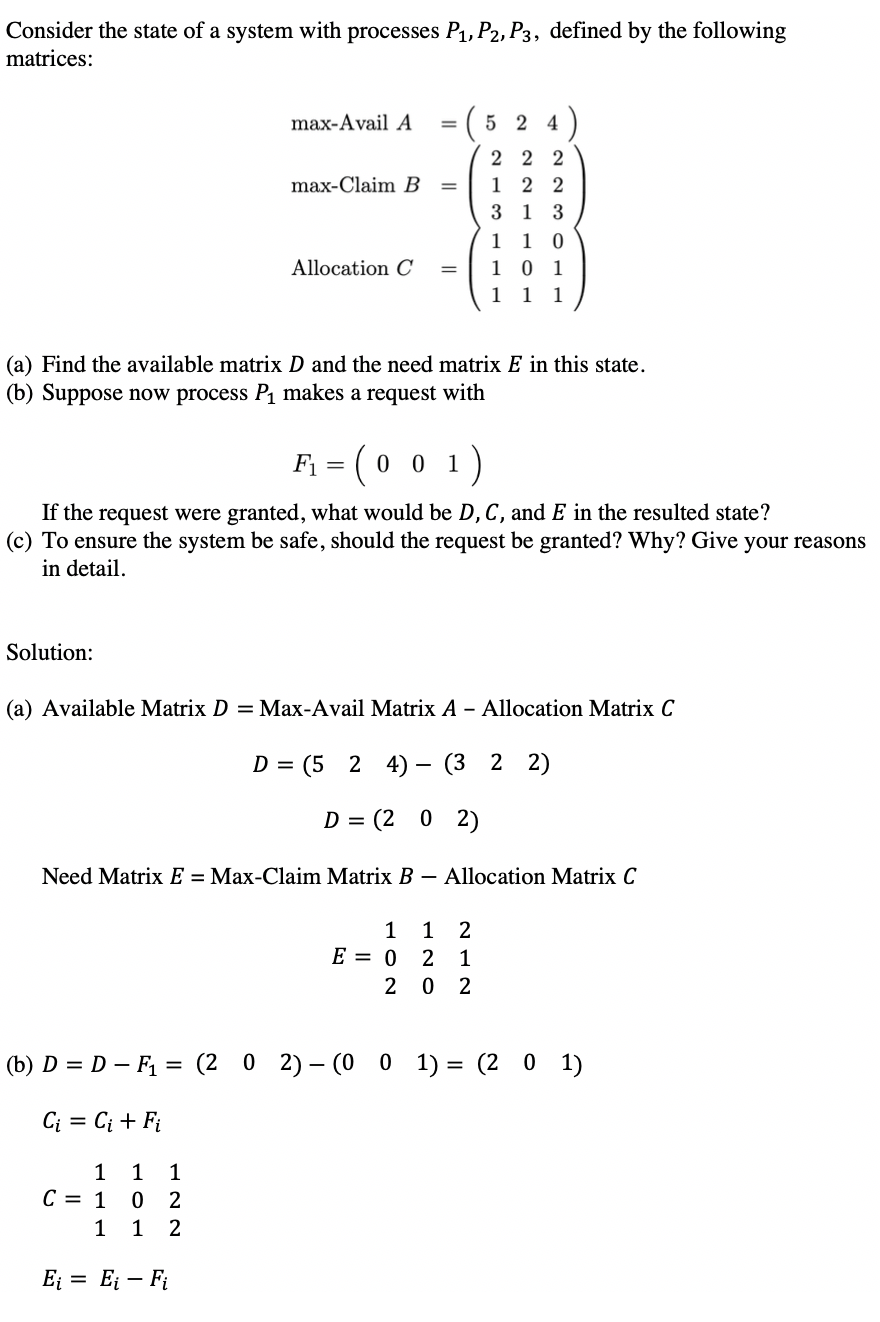 Consider the state of a system with processes P₁, P₂, P₃, defined by the following
matrices:
max-Avail A = ( 5 2 4 )
max-Claim B = ( 2 2 2
1 2 2
3 1 3 )
Allocation C = ( 1 1 0
1 0 1
1 1 1 )
(a) Find the available matrix D and the need matrix E in this state.
(b) Suppose now process P₁ makes a request with
F₁ = ( 0 0 1 )
If the request were granted, what would be D, C, and E in the resulted state?
(c) To ensure the system be safe, should the request be granted? Why? Give your reasons
in detail.
Solution:
(a) Available Matrix D = Max-Avail Matrix A – Allocation Matrix C
D = (5 2 4) − (3 2 2)
D = (2 0 2)
Need Matrix E = Max-Claim Matrix B − Allocation Matrix C
1 1 2
E = 0 2 1
2 0 2
(b) D = D − F₁ = (2 0 2) − (0 0 1) = (2 0 1)
Cᵢ = Cᵢ + Fᵢ
1 1 1
C = 1 0 2
1 1 2
Eᵢ = Eᵢ − Fᵢ